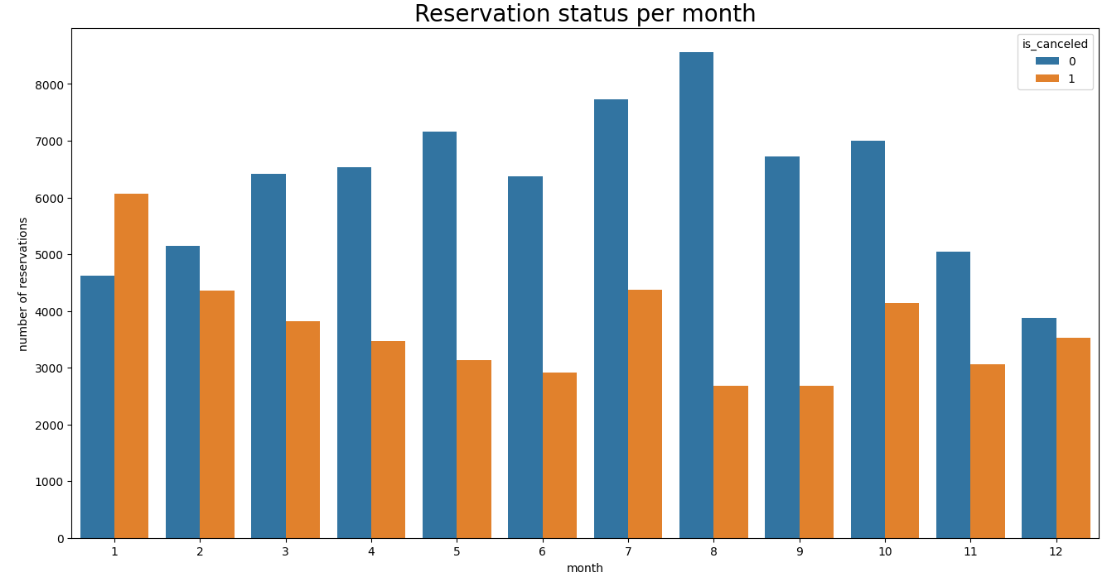 Reservation status per month
is_canceled
0
1
number of reservations
8000
7000
6000
5000
4000
3000
2000
1000
0
1 2 3 4 5 6 7 8 9 10 11 12
month